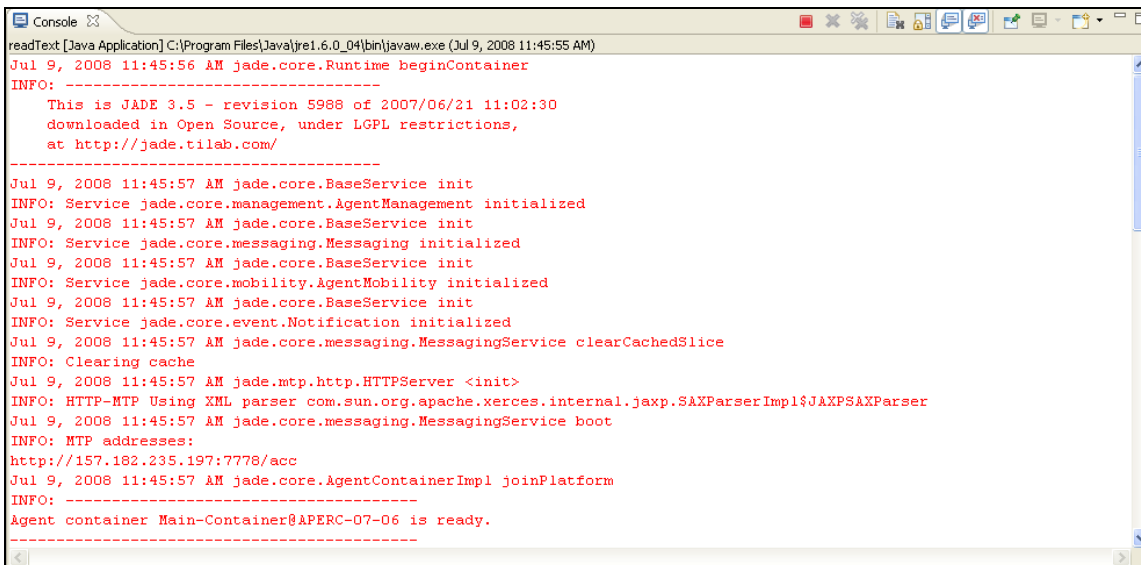 Console
readText [Java Application] C:\Program Files\Java\jre1.6.0_04\bin\javaw.exe (Jul 9, 2008 11:45:55 AM)
Jul 9, 2008 11:45:56 AM jade.core.Runtime beginContainer
INFO: ----------------------------------
    This is JADE 3.5 - revision 5988 of 2007/06/21 11:02:30
    downloaded in Open Source, under LGPL restrictions,
    at http://jade.tilab.com/
----------------------------------------
Jul 9, 2008 11:45:57 AM jade.core.BaseService init
INFO: Service jade.core.management.AgentManagement initialized
Jul 9, 2008 11:45:57 AM jade.core.BaseService init
INFO: Service jade.core.messaging.Messaging initialized
Jul 9, 2008 11:45:57 AM jade.core.BaseService init
INFO: Service jade.core.mobility.AgentMobility initialized
Jul 9, 2008 11:45:57 AM jade.core.BaseService init
INFO: Service jade.core.event.Notification initialized
Jul 9, 2008 11:45:57 AM jade.core.messaging.MessagingService clearCachedSlice
INFO: Clearing cache
Jul 9, 2008 11:45:57 AM jade.mtp.http.HTTPServer <init>
INFO: HTTP-MTP Using XML parser com.sun.org.apache.xerces.internal.jaxp.SAXParserImpl$JAXPSAXParser
Jul 9, 2008 11:45:57 AM jade.core.messaging.MessagingService boot
INFO: MTP addresses:
http://157.182.235.197:7778/acc
Jul 9, 2008 11:45:57 AM jade.core.AgentContainerImpl joinPlatform
INFO: --------------------------------------
Agent container Main-Container@APERC-07-06 is ready.
--------------------------------------------